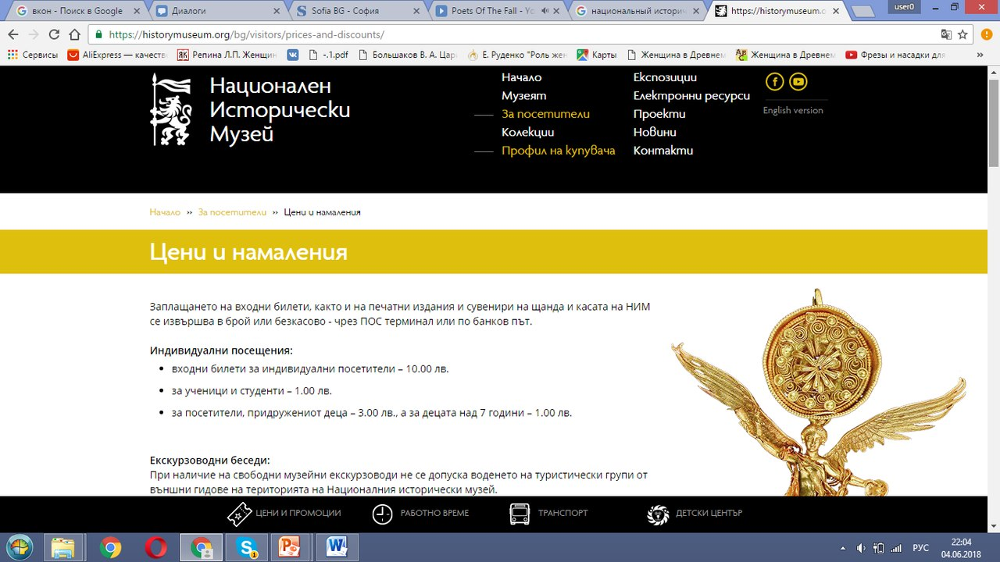 вкон - Поиск в Google
Диалоги
Sofia BG - София
Poets Of The Fall - Yc
национальный историч
https://historymuseum.o
user0
https://historymuseum.org/bg/visitors/prices-and-discounts/
Сервисы
AliExpress — качестве
Репина Л.П. Женщин
-.1.pdf
Большаков В. А. Цар
Е. Руденко "Роль жен
Карты
Женщина в Древнем
Женщина в Древнем
Фрезы и насадки для
Национален
Исторически
Музей
Начало
Музеят
За посетители
Колекции
Профил на купувача
Експозиции
Електронни ресурси
Проекти
Новини
Контакти
English version
Начало » За посетители » Цени и намаления
Цени и намаления
Заплащането на входни билети, както и на печатни издания и сувенири на щанда и касата на НИМ
се извършва в брой или безкасово - чрез ПОС терминал или по банков път.
Индивидуални посещения:
входни билети за индивидуални посетители – 10.00 лв.
за ученици и студенти – 1.00 лв.
за посетители, придружениот деца – 3.00 лв., а за децата над 7 години – 1.00 лв.
Екскурзоводни беседи:
При наличие на свободни музейни екскурзоводи не се допуска воденето на туристически групи от
външни гидове на територията на Националния исторически музей.
ЦЕНИ И ПРОМОЦИИ
РАБОТНО ВРЕМЕ
ТРАНСПОРТ
ДЕТСКИ ЦЕНТЪР
РУС
22:04
04.06.2018